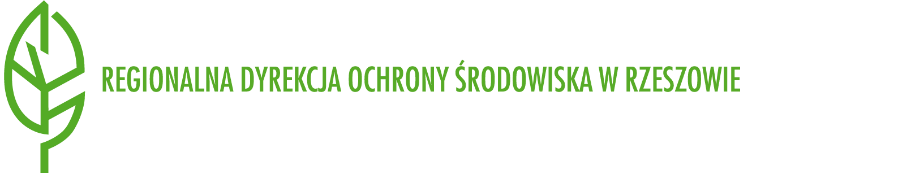 REGIONALNA DYREKCJA OCHRONY ŚRODOWISKA W RZESZOWIE